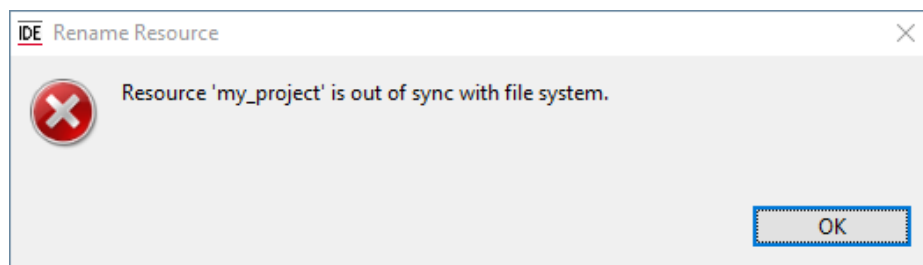 IDE Rename Resource
Resource 'my_project' is out of sync with file system.
OK